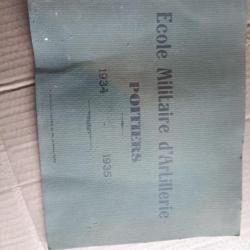 Ecole Militaire d'Artillerie
POITIERS
1934 - 1935